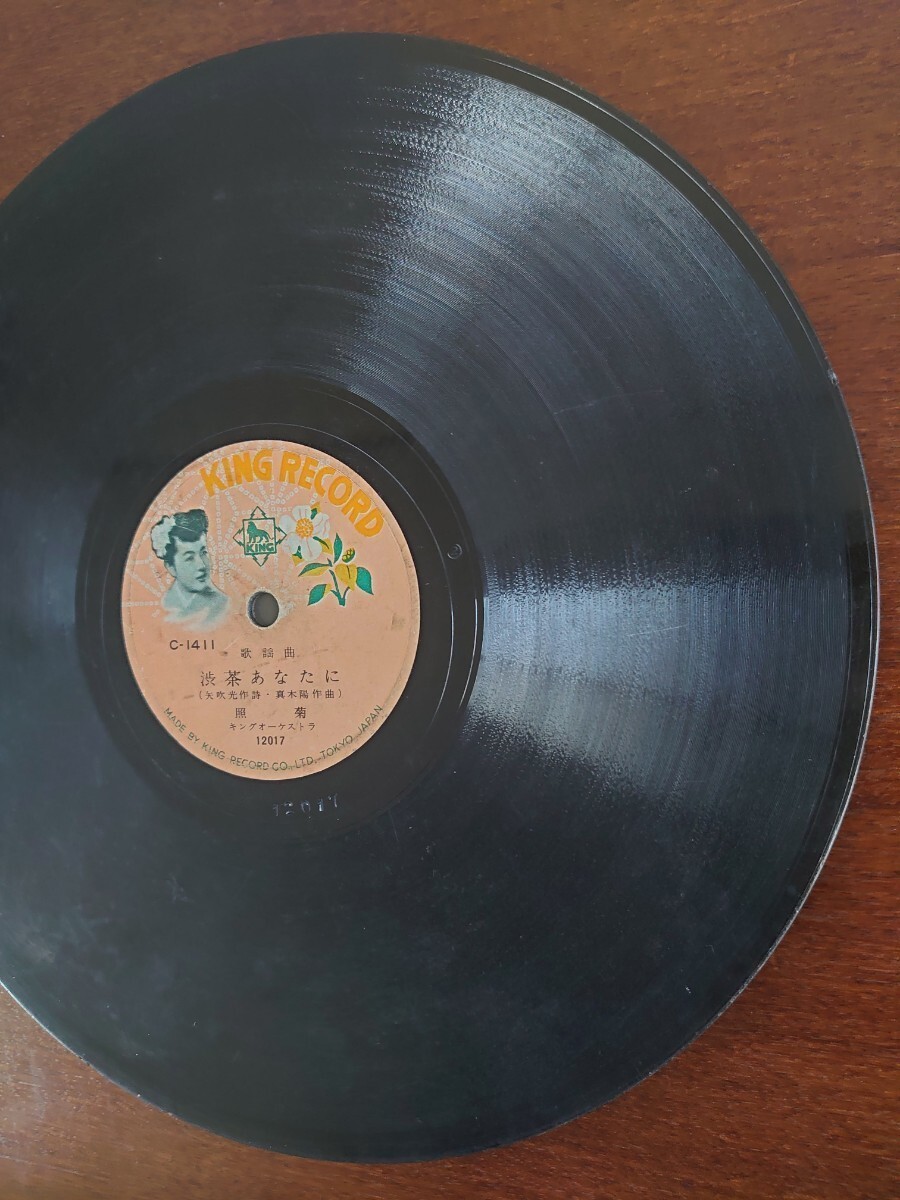 KING RECORD
KING
C-1411
歌謡曲
渋茶あなたに
(矢吹光作詩・真木陽作曲)
照菊
キングオーケストラ
12017
MADE BY KING RECORD CO., LTD., TOKYO JAPAN
12017